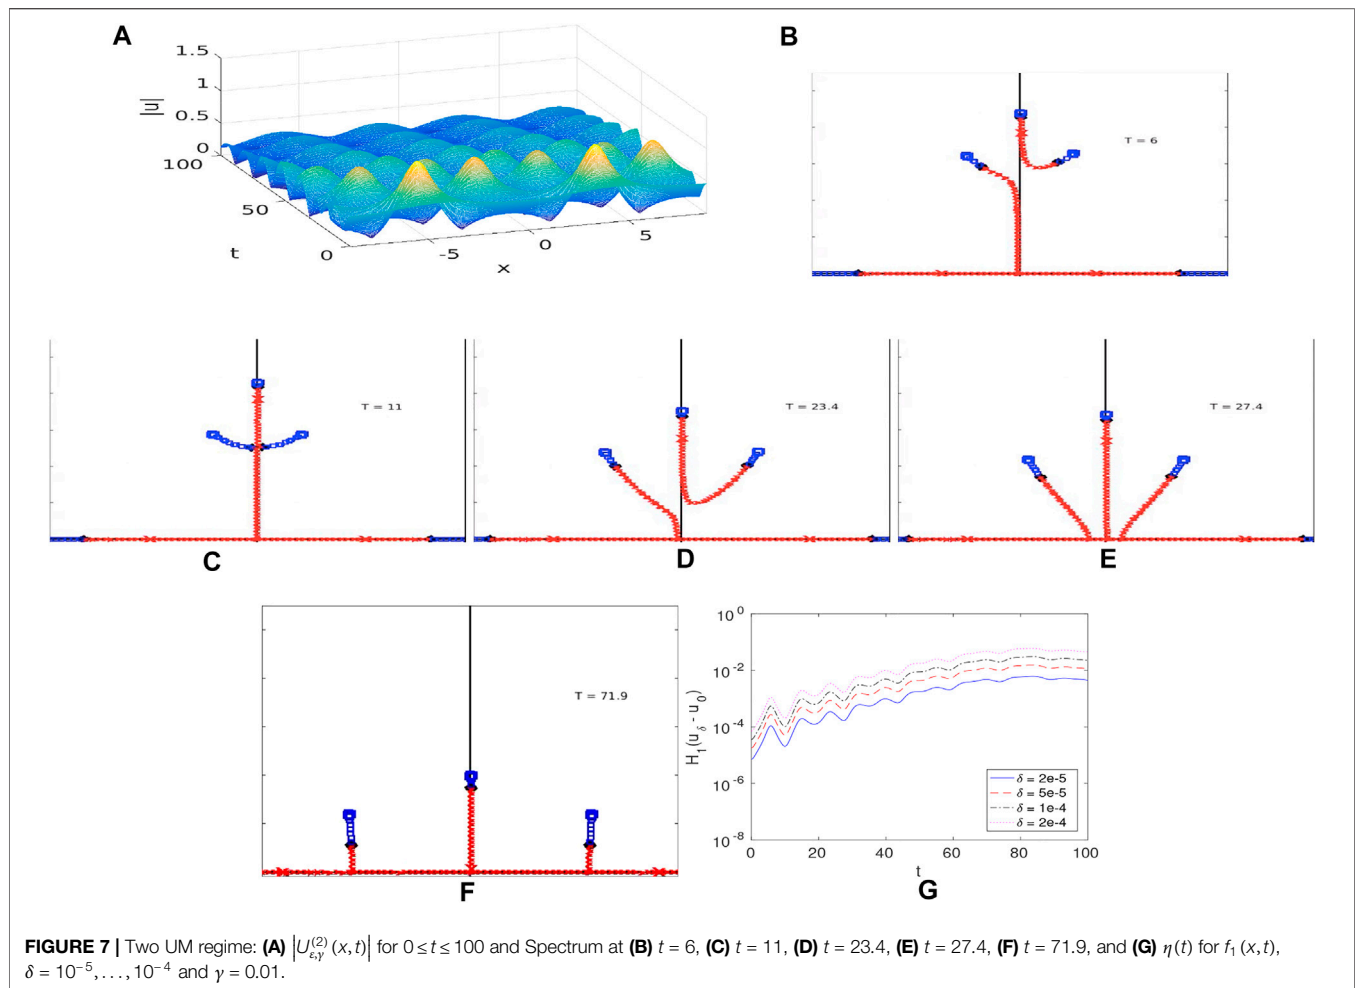 A
1.5
1
0.5
0
|u|
100
50
0
t
-5
0
5
x
B
T = 6
T = 11
C
T = 23.4
D
T = 27.4
E
T = 71.9
F
10^0
10^-2
10^-4
10^-6
10^-8
H_1(u_δ - u_0)
δ = 2e-5
δ = 5e-5
δ = 1e-4
δ = 2e-4
0
20
40
60
80
100
t
G
FIGURE 7 | Two UM regime: (A) |U_{ε,γ}^{(2)}(x,t)| for 0≤t≤100 and Spectrum at (B) t = 6, (C) t = 11, (D) t = 23.4, (E) t = 27.4, (F) t = 71.9, and (G) η(t) for f_1(x,t),
δ = 10^{-5},...,10^{-4} and γ = 0.01.